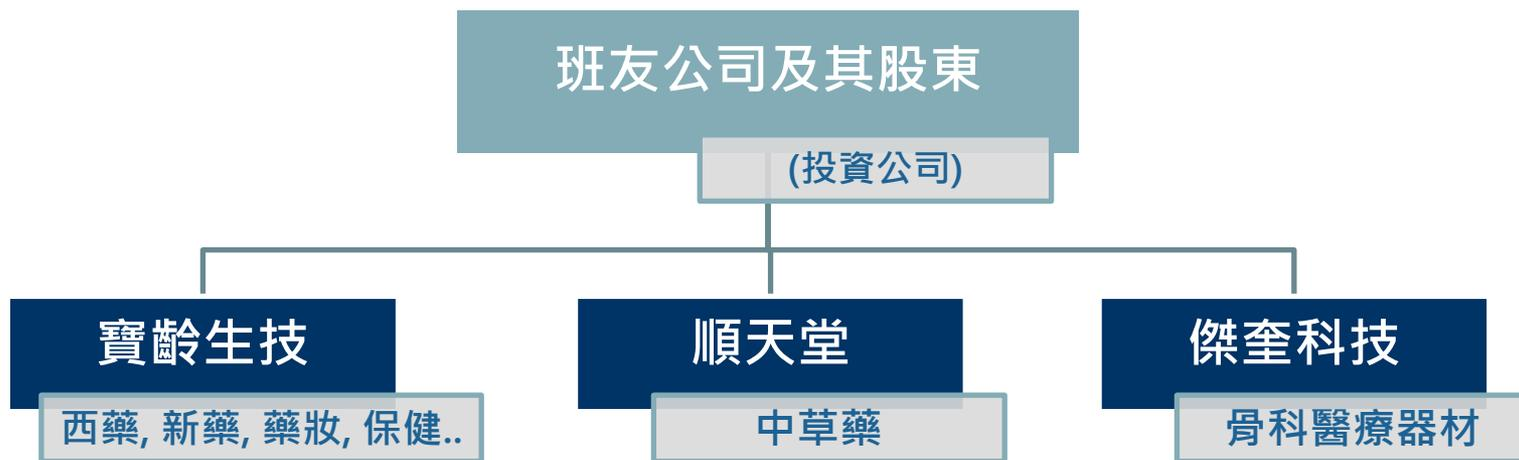 班友公司及其股東
(投資公司)
寶齡生技
西藥, 新藥, 藥妝, 保健..
順天堂
中草藥
傑奎科技
骨科醫療器材